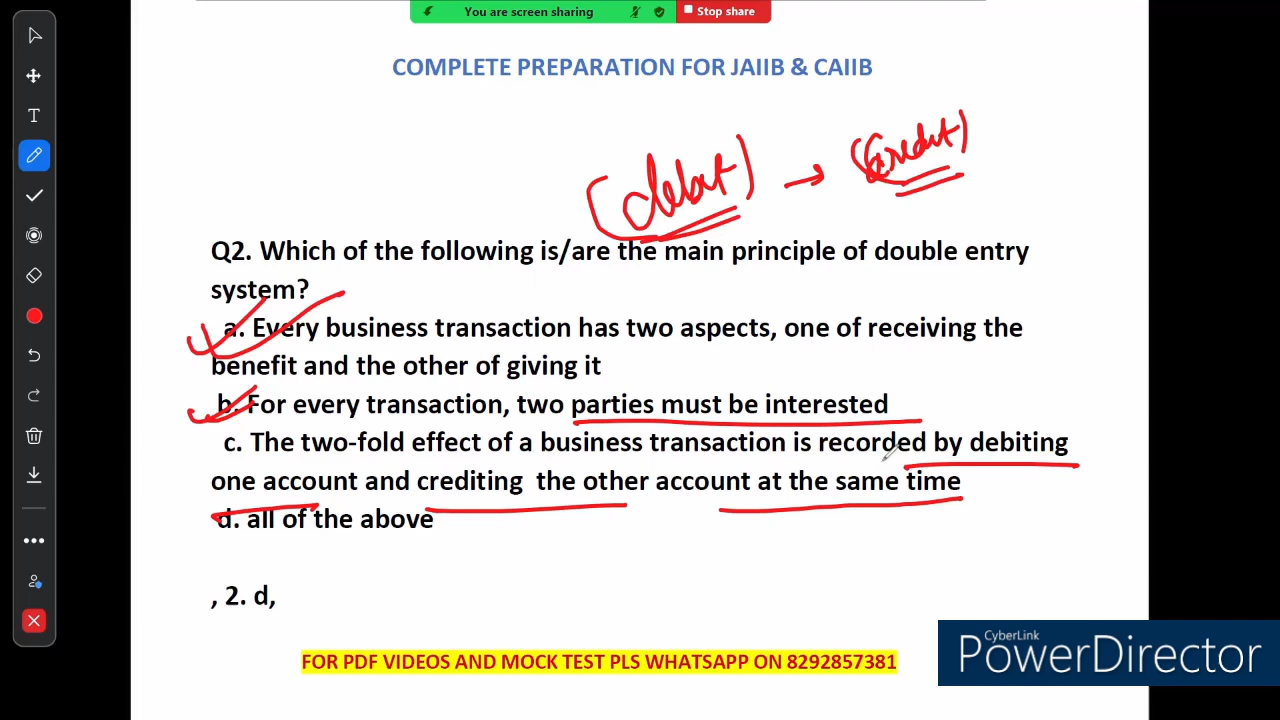 You are screen sharing Stop share
COMPLETE PREPARATION FOR JAIIB & CAIIB
(debit) → (credit)
Q2. Which of the following is/are the main principle of double entry
system?
a. Every business transaction has two aspects, one of receiving the
benefit and the other of giving it
b. For every transaction, two parties must be interested
c. The two-fold effect of a business transaction is recorded by debiting
one account and crediting the other account at the same time
d. all of the above
, 2. d,
FOR PDF VIDEOS AND MOCK TEST PLS WHATSAPP ON 8292857381
CyberLink
PowerDirector
T